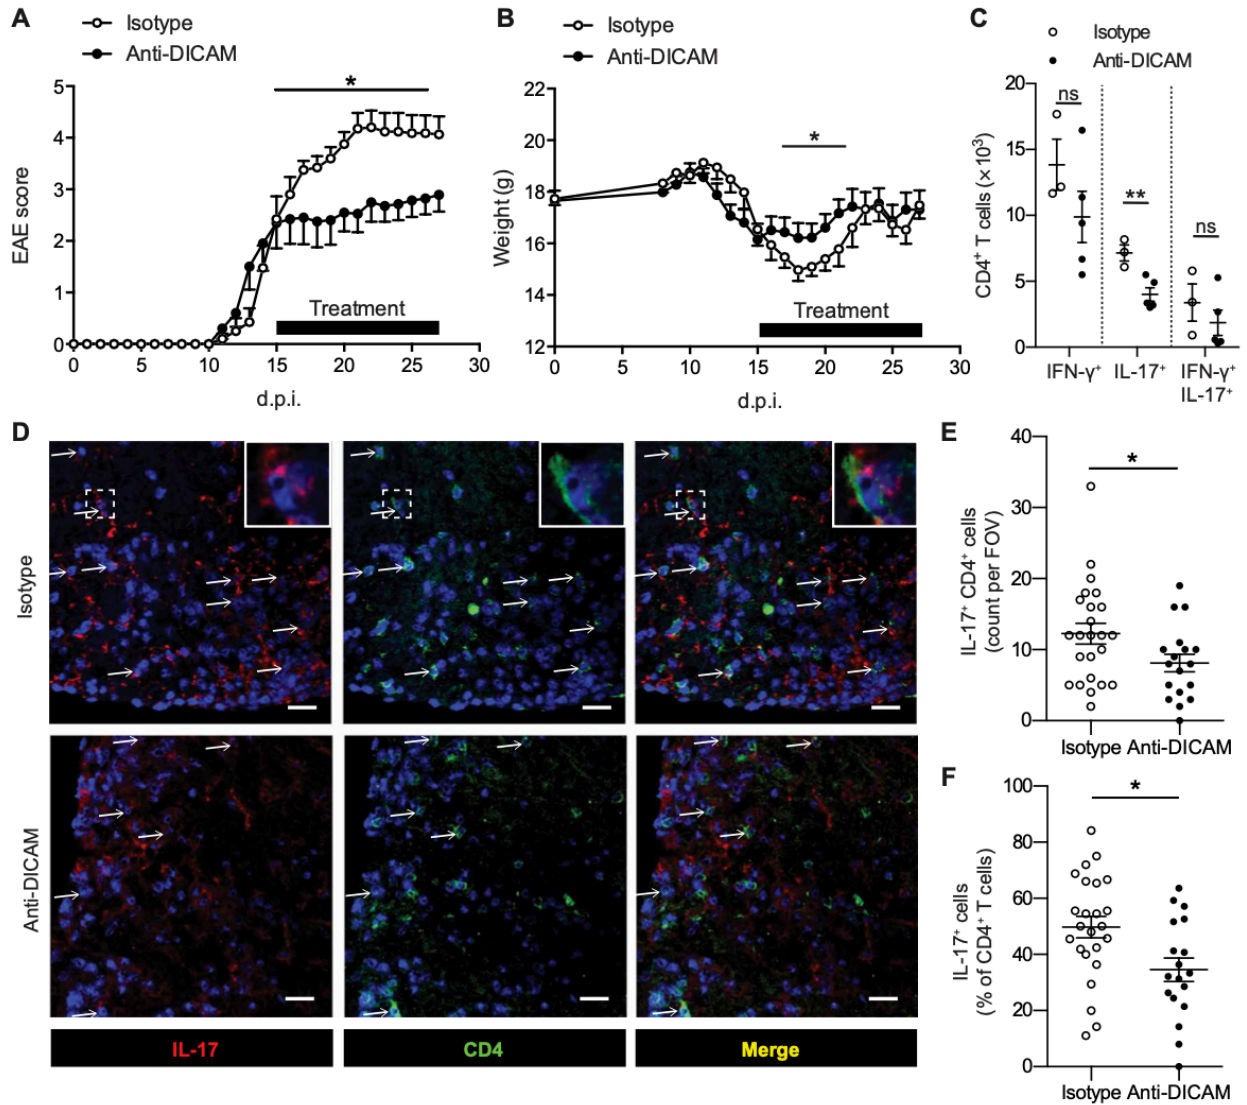 A
Isotype
Anti-DICAM
*
EAE score
5
4
3
2
1
0
Treatment
0 5 10 15 20 25 30
d.p.i.
B
Isotype
Anti-DICAM
*
Weight (g)
22
20
18
16
14
12
Treatment
0 5 10 15 20 25 30
d.p.i.
C
Isotype
Anti-DICAM
CD4+ T cells (× 10³)
20
15
10
5
0
ns
**
ns
IFN-γ+ IL-17+ IFN-γ+
IL-17+
D
Isotype
Anti-DICAM
IL-17 CD4 Merge
E
IL-17+ CD4+ cells
(count per FOV)
40
30
20
10
0
*
Isotype Anti-DICAM
F
IL-17+ cells
(% of CD4+ T cells)
100
80
60
40
20
0
*
Isotype Anti-DICAM